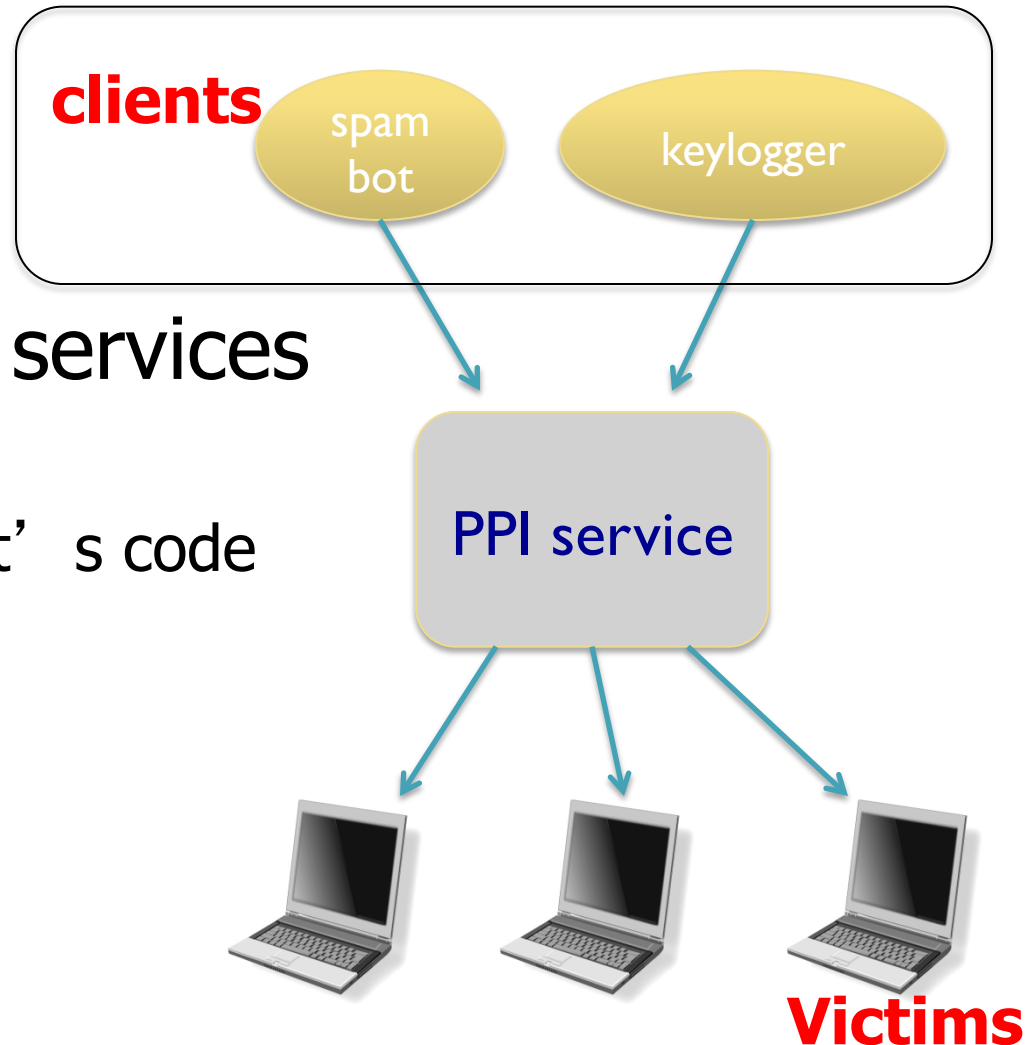 clients
spam
bot
keylogger
services
t’ s code
PPI service
Victims